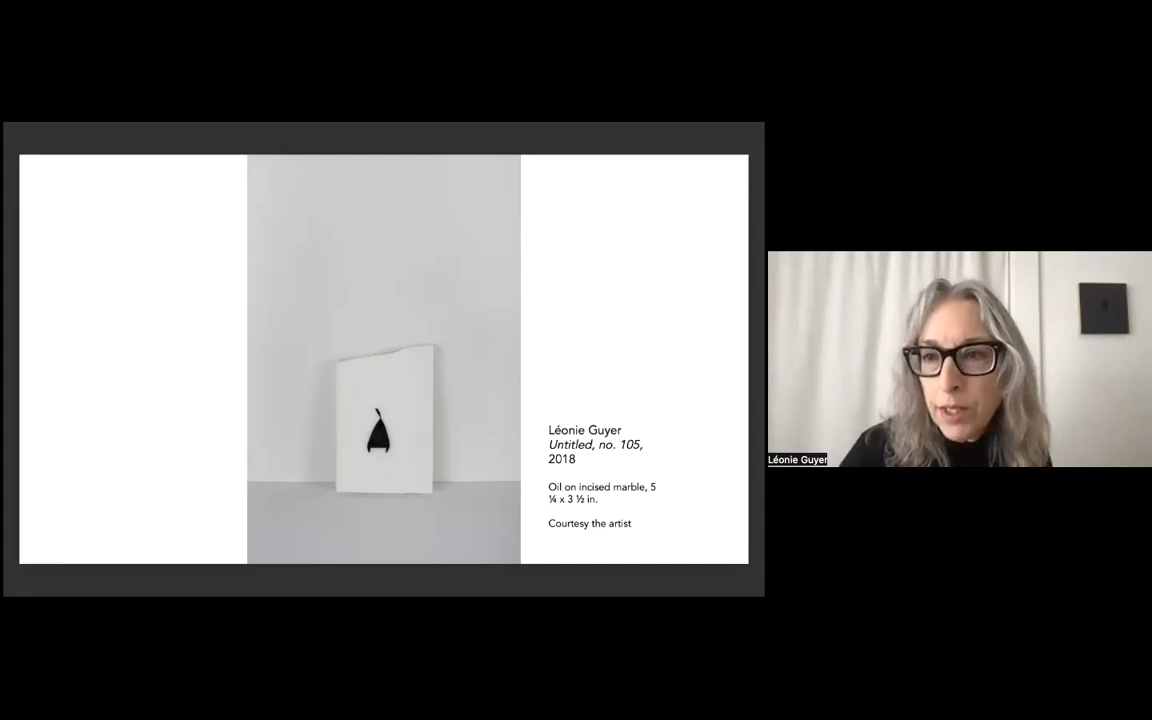 Léonie Guyer
Untitled, no. 105,
2018
Oil on incised marble, 5
¼ x 3 ½ in.
Courtesy the artist
Léonie Guyer